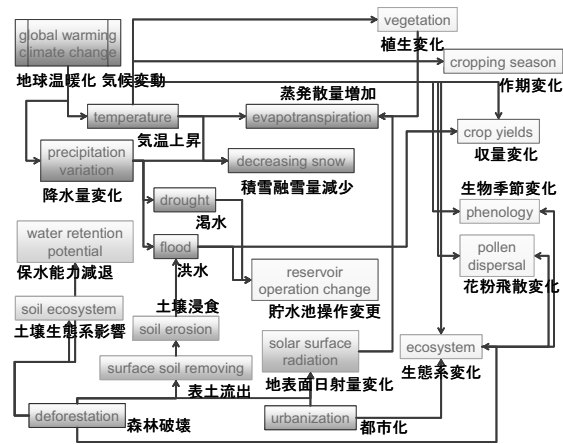 global warming
climate change
地球温暖化 気候変動
vegetation
植生変化
cropping season
作期変化
temperature
気温上昇
蒸発散量増加
evapotranspiration
crop yields
収量変化
precipitation
variation
降水量変化
decreasing snow
積雪融雪量減少
drought
渇水
生物季節変化
phenology
water retention
potential
保水能力減退
flood
洪水
pollen
dispersal
花粉飛散変化
reservoir
operation change
貯水池操作変更
soil ecosystem
土壌生態系影響
土壌浸食
soil erosion
solar surface
radiation
地表面日射量変化
ecosystem
生態系変化
surface soil removing
表土流出
deforestation
森林破壊
urbanization
都市化